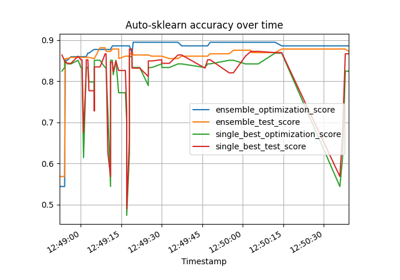 Auto-sklearn accuracy over time
0.9
0.8
0.7
0.6
0.5
ensemble_optimization_score
ensemble_test_score
single_best_optimization_score
single_best_test_score
12:49:00
12:49:15
12:49:30
12:49:45
12:50:00
12:50:15
12:50:30
Timestamp